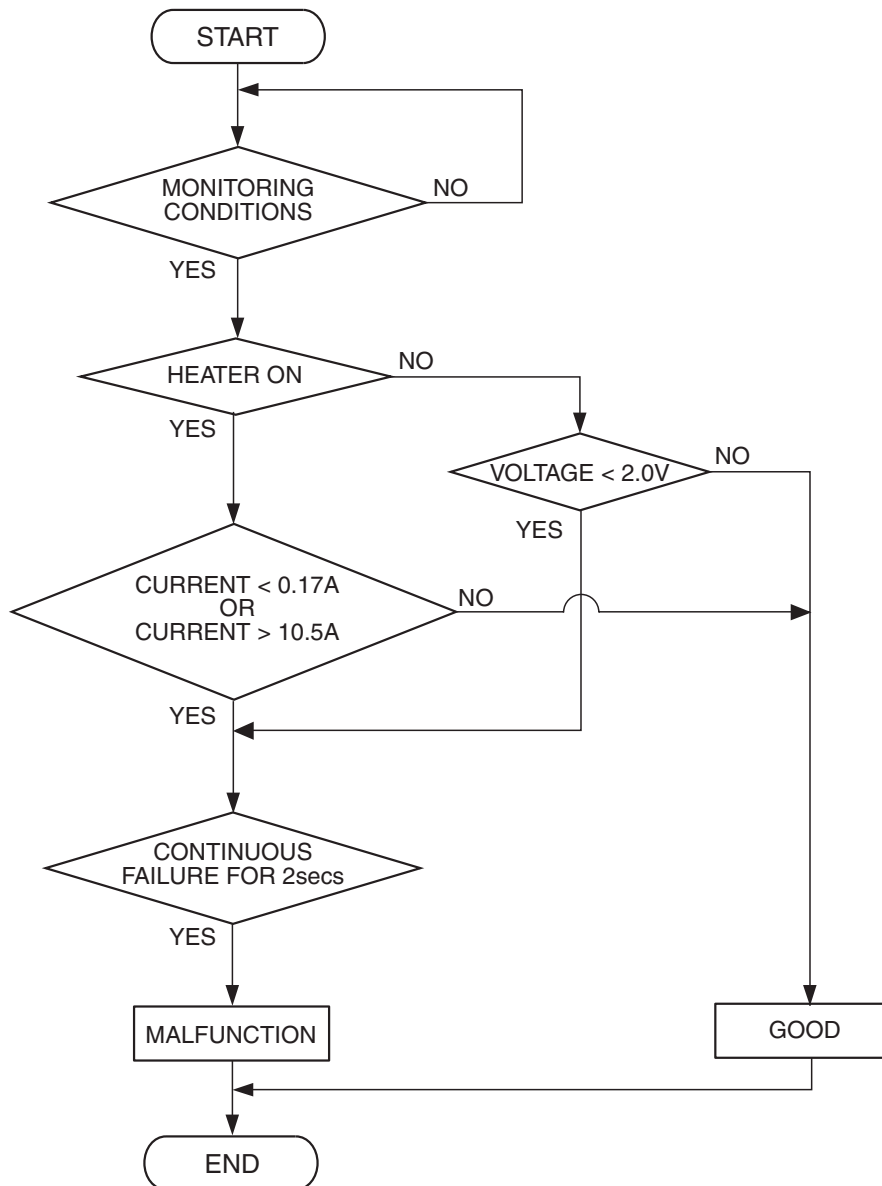 START
MONITORING
CONDITIONS
NO
YES
HEATER ON
NO
YES
VOLTAGE < 2.0V
NO
YES
CURRENT < 0.17A
OR
CURRENT > 10.5A
NO
YES
CONTINUOUS
FAILURE FOR 2secs
YES
MALFUNCTION
GOOD
END